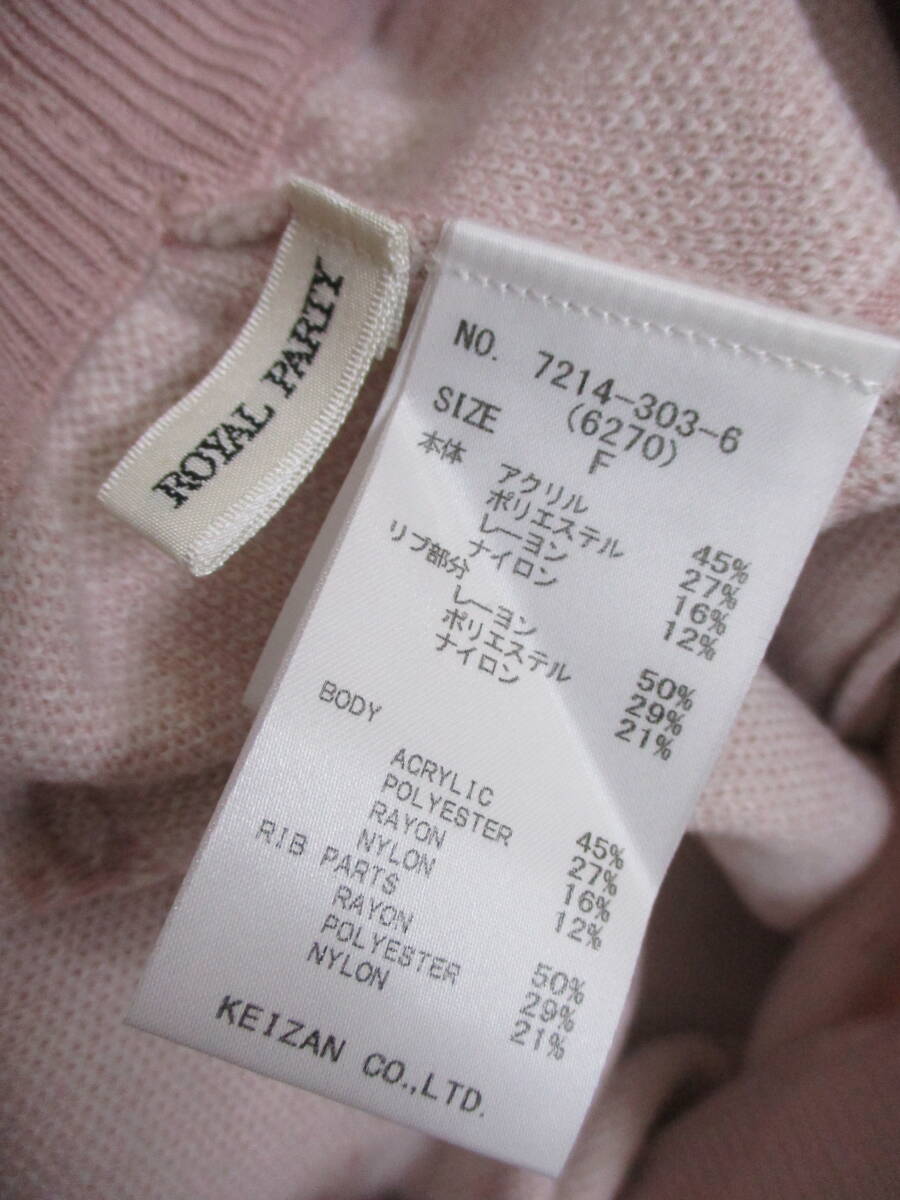 ROYAL PARTY
NO. 7214-303-6
(6270)
SIZE F
本体
アクリル 45%
ポリエステル 27%
レーヨン 16%
ナイロン 12%
リブ部分
レーヨン 50%
ポリエステル 29%
ナイロン 21%
BODY
ACRYLIC 45%
POLYESTER 27%
RAYON 16%
NYLON 12%
RIB PARTS
RAYON 50%
POLYESTER 29%
NYLON 21%
KEIZAN CO.,LTD.